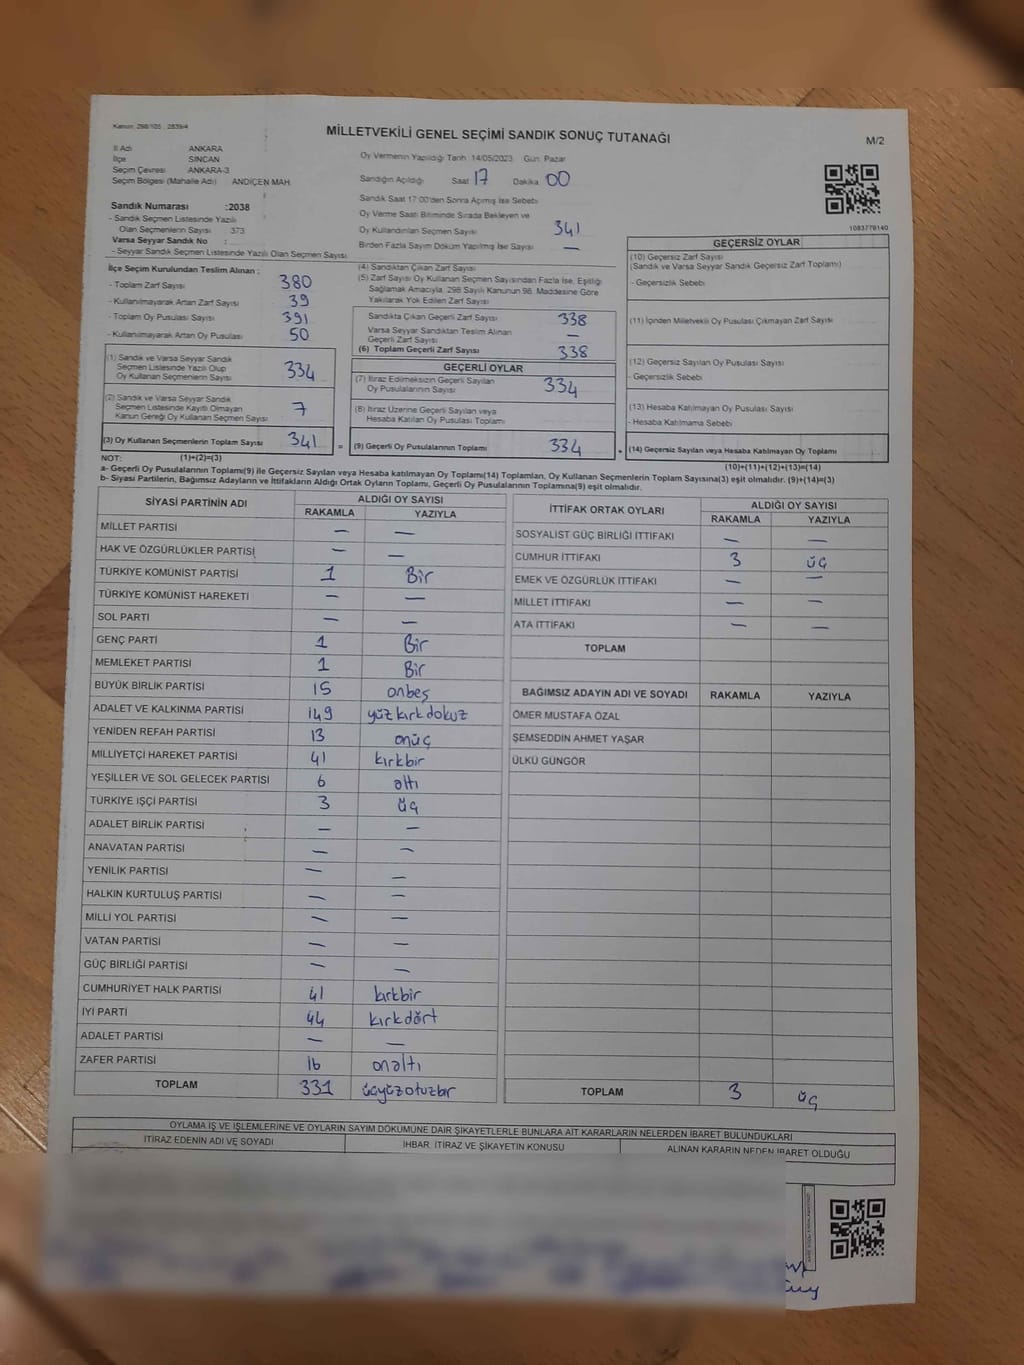 Kanun: 298/105 , 2839/4
MİLLETVEKİLİ GENEL SEÇİMİ SANDIK SONUÇ TUTANAĞI
M/2
İl Adı ANKARA
İlçe SİNCAN
Seçim Çevresi ANKARA-3
Seçim Bölgesi (Mahalle Adı) ANDİÇEN MAH.
Oy Vermenin Yapıldığı Tarih: 14/05/2023 Gün: Pazar
Sandığın Açıldığı Saat 17 Dakika 00
Sandık Saat 17:00'den Sonra Açılmış İse Sebebi
Oy Verme Saati Bitiminde Sırada Bekleyen ve
Oy Kullandırılan Seçmen Sayısı 341
Birden Fazla Sayım Döküm Yapılmış İse Sayısı —
1083778140
Sandık Numarası :2038
- Sandık Seçmen Listesinde Yazılı
Olan Seçmenlerin Sayısı : 373
Varsa Seyyar Sandık No :
- Seyyar Sandık Seçmen Listesinde Yazılı Olan Seçmen Sayısı
İlçe Seçim Kurulundan Teslim Alınan ;
- Toplam Zarf Sayısı 380
- Kullanılmayarak Artan Zarf Sayısı 39
- Toplam Oy Pusulası Sayısı 391
- Kullanılmayarak Artan Oy Pusulası 50
(1) Sandık ve Varsa Seyyar Sandık
Seçmen Listesinde Yazılı Olup
Oy Kullanan Seçmenlerin Sayısı 334
(2) Sandık ve Varsa Seyyar Sandık
Seçmen Listesinde Kayıtlı Olmayan
Kanun Gereği Oy Kullanan Seçmen Sayısı 7
(3) Oy Kullanan Seçmenlerin Toplam Sayısı 341 =
(4) Sandıktan Çıkan Zarf Sayısı
(5) Zarf Sayısı Oy Kullanan Seçmen Sayısından Fazla İse, Eşitliği
Sağlamak Amacıyla, 298 Sayılı Kanunun 98. Maddesine Göre
Yakılarak Yok Edilen Zarf Sayısı
Sandıkta Çıkan Geçerli Zarf Sayısı 338
Varsa Seyyar Sandıktan Teslim Alınan
Geçerli Zarf Sayısı —
(6) Toplam Geçerli Zarf Sayısı 338
GEÇERLİ OYLAR
(7) İtiraz Edilmeksizin Geçerli Sayılan
Oy Pusulalarının Sayısı 334
(8) İtiraz Üzerine Geçerli Sayılan veya
Hesaba Katılan Oy Pusulası Toplamı
(9) Geçerli Oy Pusulalarının Toplamı 334 +
GEÇERSİZ OYLAR
(10) Geçersiz Zarf Sayısı
(Sandık ve Varsa Seyyar Sandık Geçersiz Zarf Toplamı)
- Geçersizlik Sebebi
(11) İçinden Milletvekili Oy Pusulası Çıkmayan Zarf Sayısı
(12) Geçersiz Sayılan Oy Pusulası Sayısı
- Geçersizlik Sebebi
(13) Hesaba Katılmayan Oy Pusulası Sayısı
- Hesaba Katılmama Sebebi
(14) Geçersiz Sayılan veya Hesaba Katılmayan Oy Toplamı
NOT: (1)+(2)=(3)
(10)+(11)+(12)+(13)=(14)
a- Geçerli Oy Pusulalarının Toplamı(9) ile Geçersiz Sayılan veya Hesaba katılmayan Oy Toplamı(14) Toplamları, Oy Kullanan Seçmenlerin Toplam Sayısına(3) eşit olmalıdır. (9)+(14)=(3)
b- Siyasi Partilerin, Bağımsız Adayların ve İttifakların Aldığı Ortak Oyların Toplamı, Geçerli Oy Pusulalarının Toplamına(9) eşit olmalıdır.
SİYASİ PARTİNİN ADI ALDIĞI OY SAYISI
RAKAMLA YAZIYLA
MİLLET PARTİSİ — —
HAK VE ÖZGÜRLÜKLER PARTİSİ — —
TÜRKİYE KOMÜNİST PARTİSİ 1 Bir
TÜRKİYE KOMÜNİST HAREKETİ — —
SOL PARTİ — —
GENÇ PARTİ 1 Bir
MEMLEKET PARTİSİ 1 Bir
BÜYÜK BİRLİK PARTİSİ 15 onbeş
ADALET VE KALKINMA PARTİSİ 149 yüzkırkdokuz
YENİDEN REFAH PARTİSİ 13 onüç
MİLLİYETÇİ HAREKET PARTİSİ 41 kırkbir
YEŞİLLER VE SOL GELECEK PARTİSİ 6 altı
TÜRKİYE İŞÇİ PARTİSİ 3 üç
ADALET BİRLİK PARTİSİ — —
ANAVATAN PARTİSİ — —
YENİLİK PARTİSİ — —
HALKIN KURTULUŞ PARTİSİ — —
MİLLİ YOL PARTİSİ — —
VATAN PARTİSİ — —
GÜÇ BİRLİĞİ PARTİSİ — —
CUMHURİYET HALK PARTİSİ 41 kırkbir
İYİ PARTİ 44 kırkdört
ADALET PARTİSİ — —
ZAFER PARTİSİ 16 onaltı
TOPLAM 331 üçyüzotuzbir
İTTİFAK ORTAK OYLARI ALDIĞI OY SAYISI
RAKAMLA YAZIYLA
SOSYALİST GÜÇ BİRLİĞİ İTTİFAKI — —
CUMHUR İTTİFAKI 3 üç
EMEK VE ÖZGÜRLÜK İTTİFAKI — —
MİLLET İTTİFAKI — —
ATA İTTİFAKI — —
TOPLAM
BAĞIMSIZ ADAYIN ADI VE SOYADI RAKAMLA YAZIYLA
ÖMER MUSTAFA ÖZAL
ŞEMSEDDİN AHMET YAŞAR
ÜLKÜ GÜNGÖR
TOPLAM 3 üç
OYLAMA İŞ VE İŞLEMLERİNE VE OYLARIN SAYIM DÖKÜMÜNE DAİR ŞİKAYETLERLE BUNLARA AİT KARARLARIN NELERDEN İBARET BULUNDUKLARI
İTİRAZ EDENİN ADI VE SOYADI İHBAR, İTİRAZ VE ŞİKAYETİN KONUSU ALINAN KARARIN NEDEN İBARET OLDUĞU